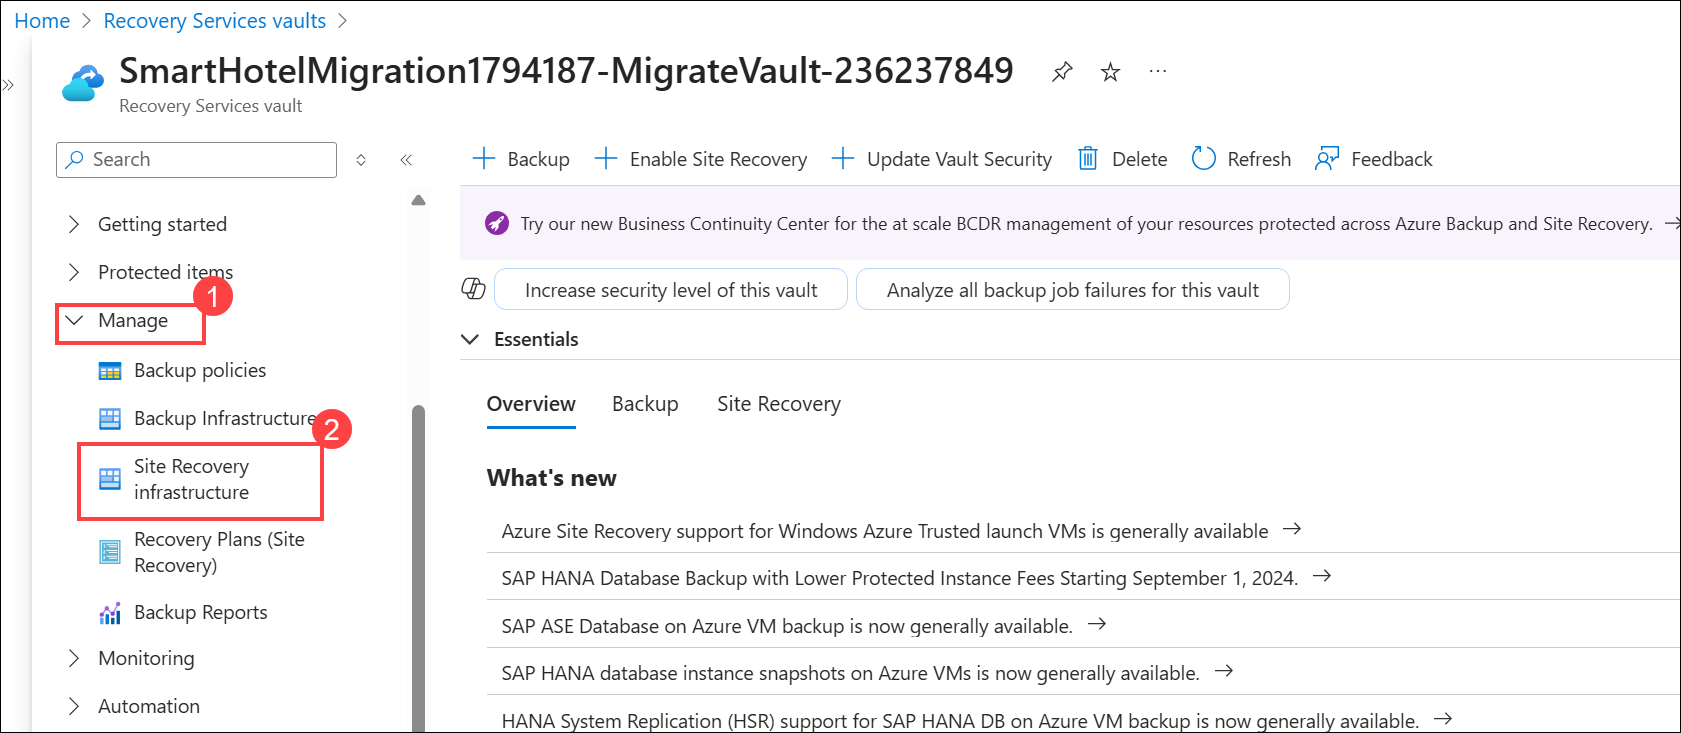 Home > Recovery Services vaults >
SmartHotelMigration1794187-MigrateVault-236237849
Recovery Services vault
Search
Backup
Enable Site Recovery
Update Vault Security
Delete
Refresh
Feedback
Getting started
Protected items
1
Manage
Backup policies
Backup Infrastructure
2
Site Recovery
infrastructure
Recovery Plans (Site
Recovery)
Backup Reports
Monitoring
Automation
Try our new Business Continuity Center for the at scale BCDR management of your resources protected across Azure Backup and Site Recovery. →
Increase security level of this vault
Analyze all backup job failures for this vault
Essentials
Overview
Backup
Site Recovery
What's new
Azure Site Recovery support for Windows Azure Trusted launch VMs is generally available →
SAP HANA Database Backup with Lower Protected Instance Fees Starting September 1, 2024. →
SAP ASE Database on Azure VM backup is now generally available. →
SAP HANA database instance snapshots on Azure VMs is now generally available. →
HANA System Replication (HSR) support for SAP HANA DB on Azure VM backup is now generally available. →